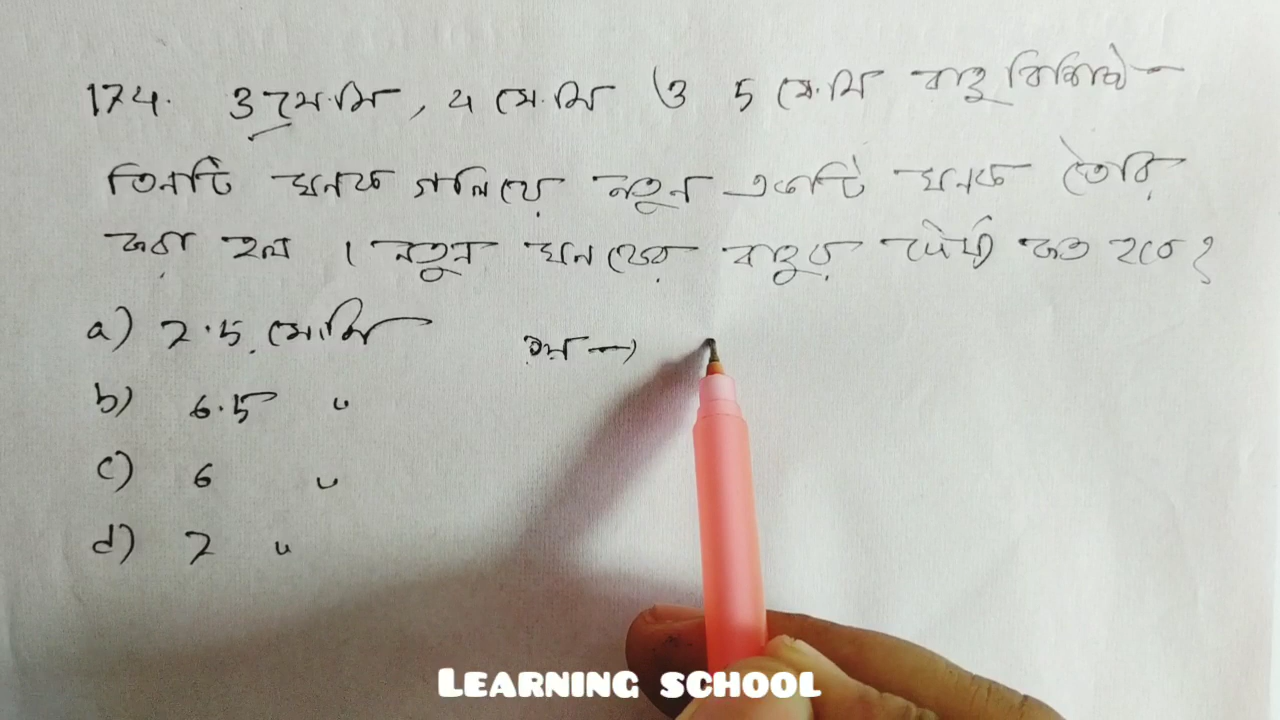 174. 3 সে.মি, 4 সে.মি ও 5 সে.মি বাহু বিশিষ্ট
তিনটি ঘনক গলিয়ে নতুন একটি ঘনক তৈরি
করা হল । নতুন ঘনকের বাহুর দৈর্ঘ্য কত হবে ?
a) 7.5 সে.মি
b) 6.5 "
c) 6 "
d) 7 "
LEARNING SCHOOL